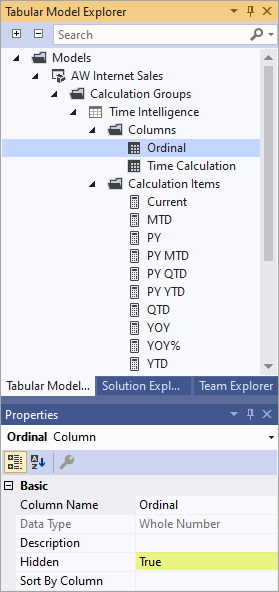 Tabular Model Explorer
Search
Models
AW Internet Sales
Calculation Groups
Time Intelligence
Columns
Ordinal
Time Calculation
Calculation Items
Current
MTD
PY
PY MTD
PY QTD
PY YTD
QTD
YOY
YOY%
YTD
Tabular Model... Solution Expl... Team Explorer
Properties
Ordinal Column
Basic
Column Name Ordinal
Data Type Whole Number
Description
Hidden True
Sort By Column